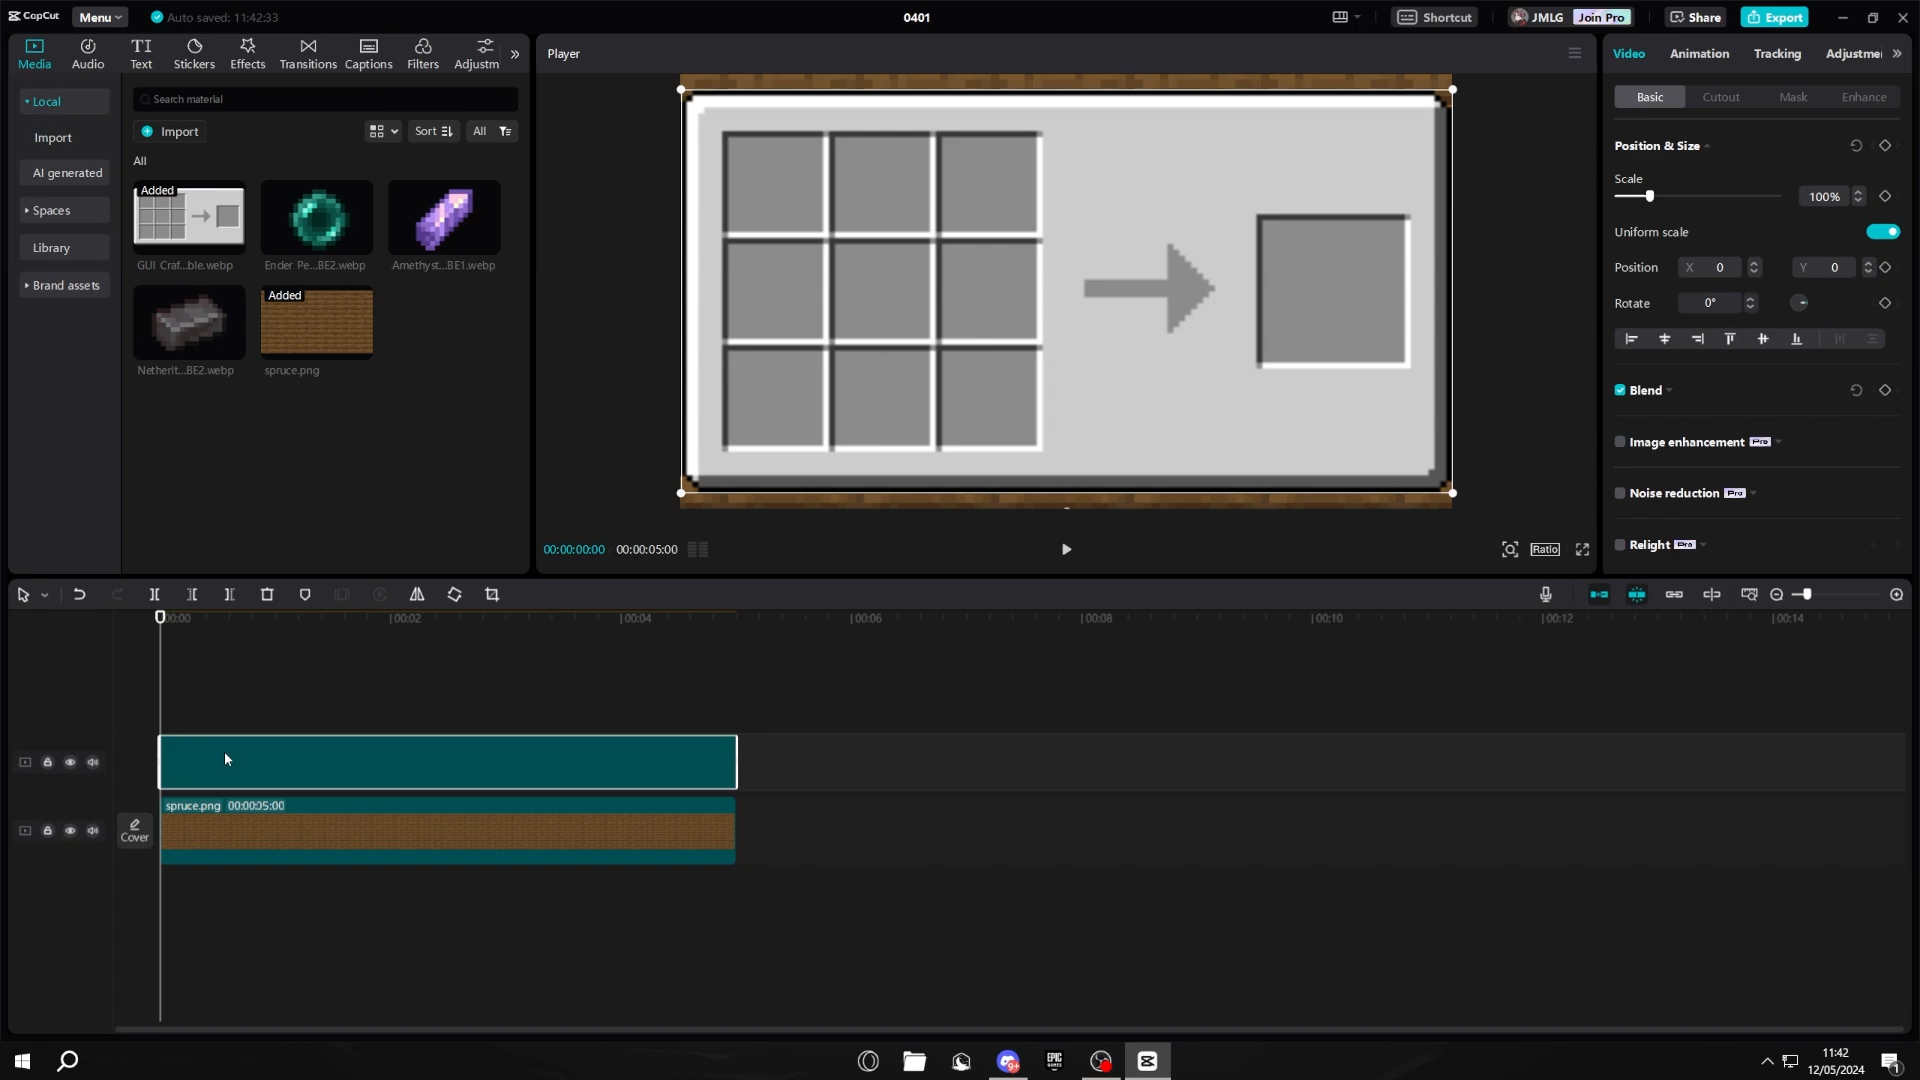 CapCut
Menu
Auto saved: 11:42:33
0401
Shortcut
JMLG
Join Pro
Share
Export
Media
Audio
Text
Stickers
Effects
Transitions
Captions
Filters
Adjustm
Player
Video
Animation
Tracking
Adjustmen
Local
Import
AI generated
Spaces
Library
Brand assets
Search material
Import
Sort
All
All
Added
GUI Craf...ble.webp
Ender Pe...BE2.webp
Amethyst...BE1.webp
Added
Netherit...BE2.webp
spruce.png
00:00:00:00
00:00:05:00
Ratio
Basic
Cutout
Mask
Enhance
Position & Size
Scale
100%
Uniform scale
Position
X 0
Y 0
Rotate
0°
Blend
Image enhancement Pro
Noise reduction Pro
Relight Pro
00:00
00:02
00:04
00:06
00:08
00:10
00:12
00:14
spruce.png 00:00:05:00
Cover
9+
EPIC GAMES
11:42
12/05/2024
1